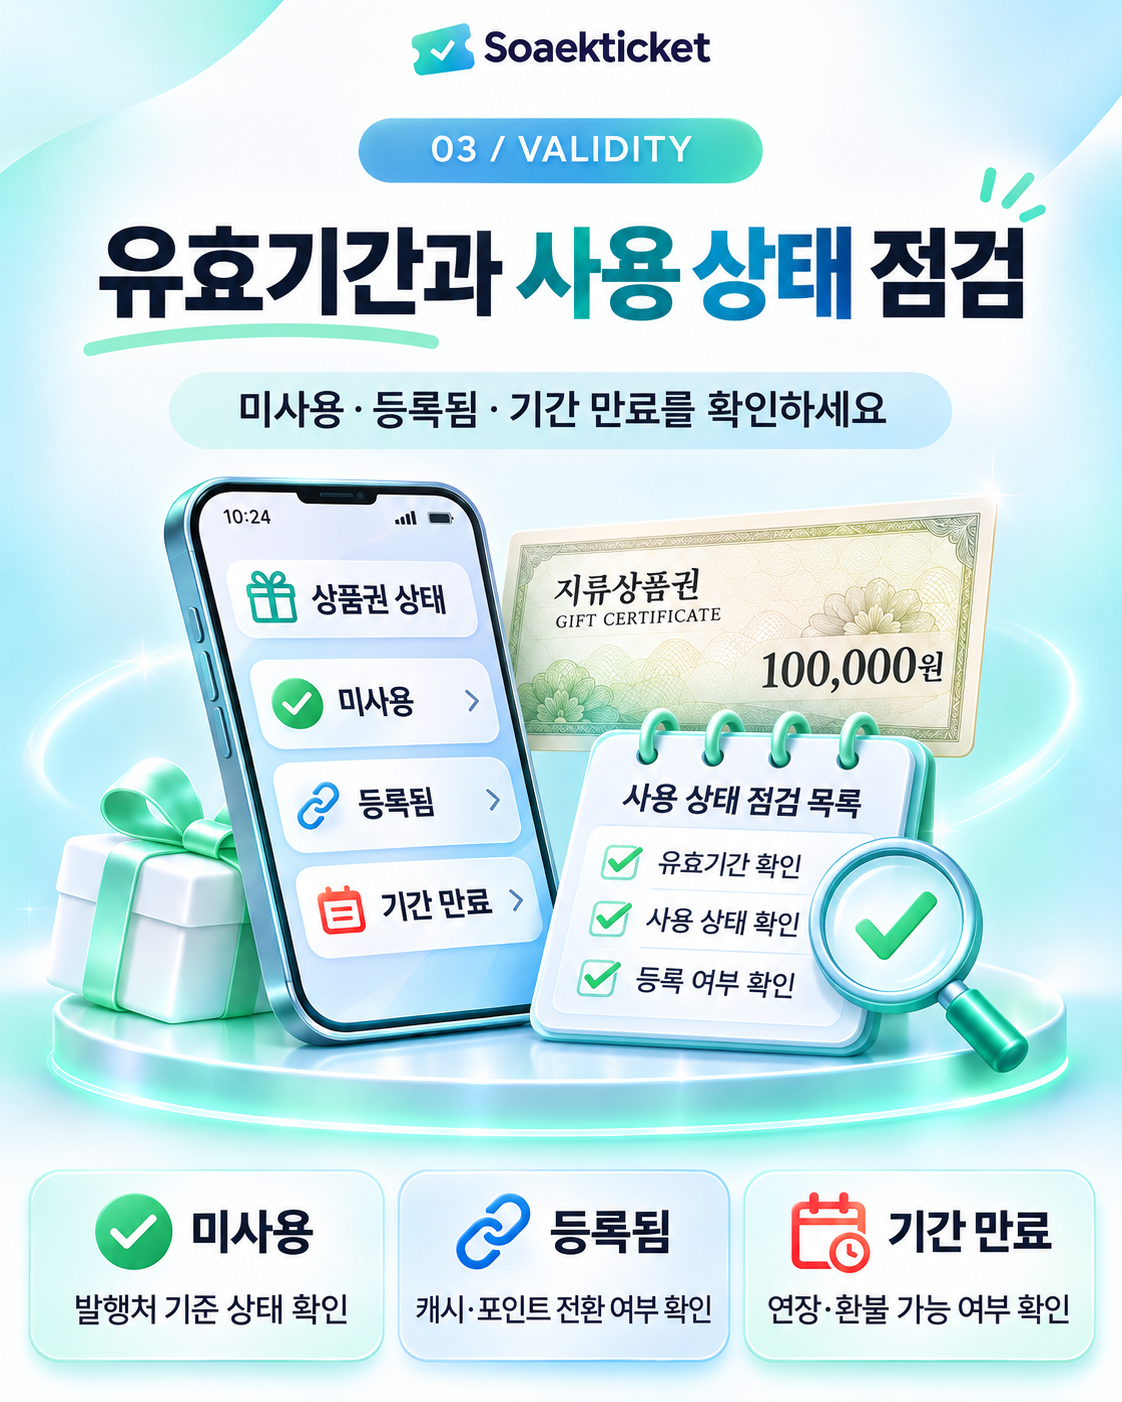 Soaekticket
03 / VALIDITY
유효기간과 사용 상태 점검
미사용 · 등록됨 · 기간 만료를 확인하세요
10:24
상품권 상태
미사용
등록됨
기간 만료
지류상품권
GIFT CERTIFICATE
100,000원
사용 상태 점검 목록
유효기간 확인
사용 상태 확인
등록 여부 확인
미사용
발행처 기준 상태 확인
등록됨
캐시·포인트 전환 여부 확인
기간 만료
연장·환불 가능 여부 확인